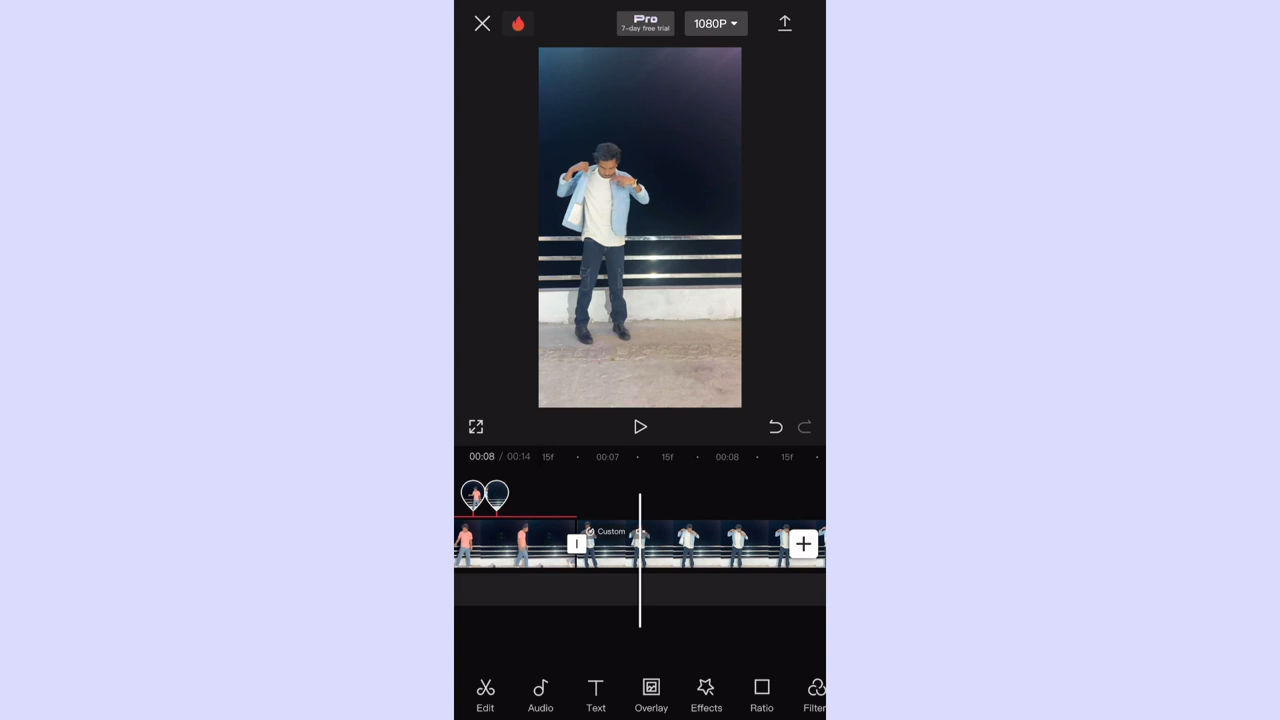 Pro
7-day free trial
1080P
00:08 / 00:14
15f
00:07
15f
00:08
15f
Custom
Edit
Audio
Text
Overlay
Effects
Ratio
Filter